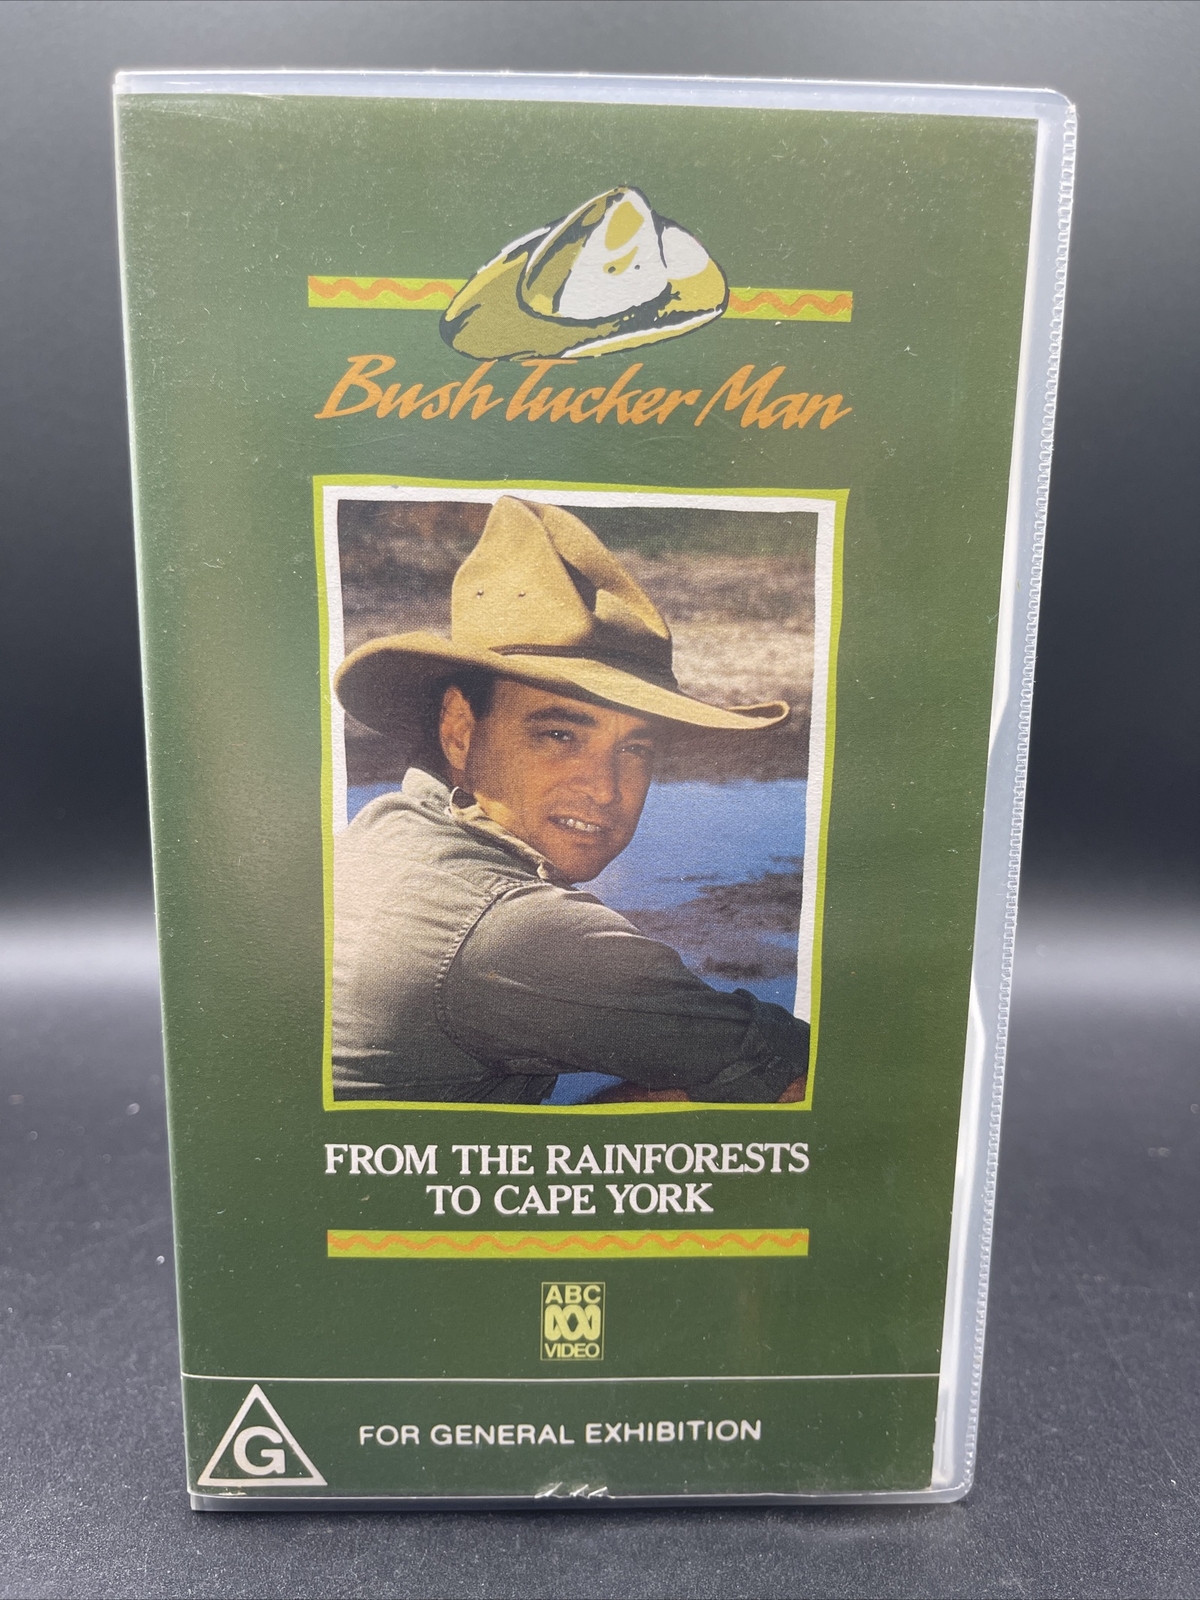 Bush Tucker Man
FROM THE RAINFORESTS
TO CAPE YORK
ABC
VIDEO
G
FOR GENERAL EXHIBITION